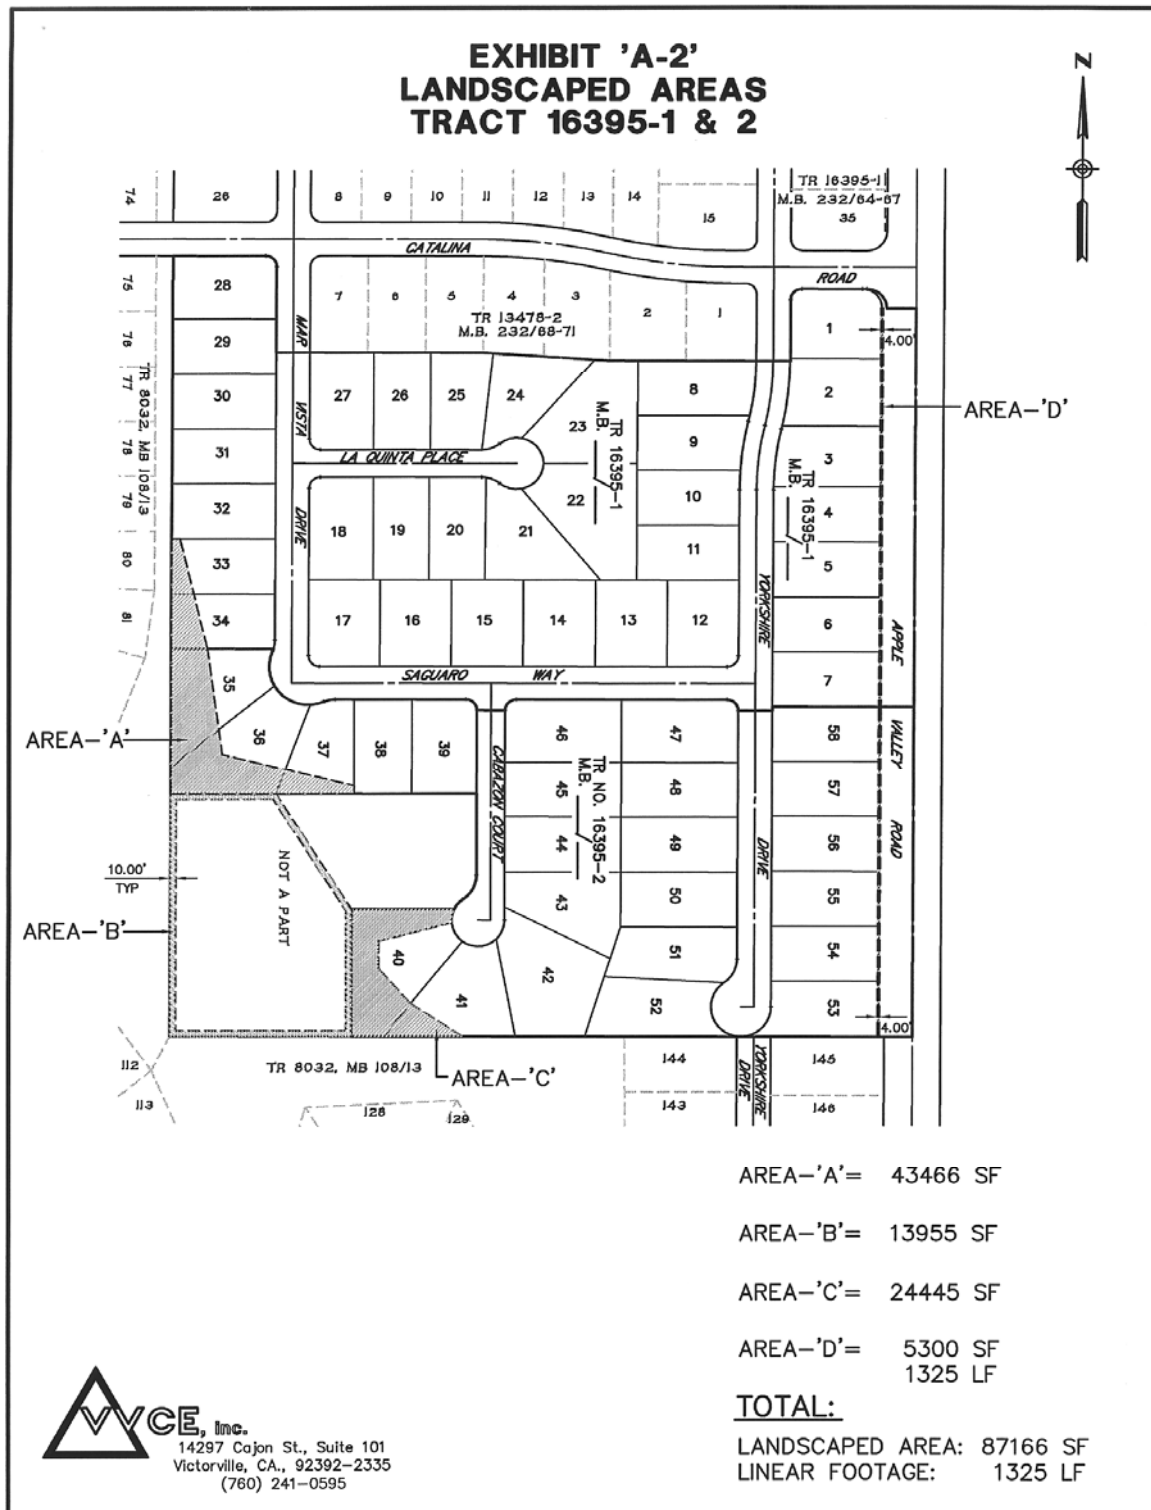 EXHIBIT 'A-2'
LANDSCAPED AREAS
TRACT 16395-1 & 2
N
74
26
8
9
10
11
12
13
14
15
TR 16395-1
M.B. 232/64-67
35
CATALINA
ROAD
75
28
7
6
5
4
3
2
1
TR 13478-2
M.B. 232/68-71
1
4.00'
76
29
MAR
77
30
27
26
25
24
8
2
AREA-'D'
TR 8032, MB 108/13
VISTA
23
TR 16395-1
M.B.
9
78
31
LA QUINTA PLACE
3
TR 16395-1
M.B.
79
32
DRIVE
18
19
20
21
22
10
4
80
33
11
5
81
34
17
16
15
14
13
12
YORKSHIRE
6
APPLE
35
SAGUARO WAY
7
AREA-'A'
36
37
38
39
CABAZON COURT
46
47
58
VALLEY
TR NO. 16395-2
M.B.
45
48
57
44
49
DRIVE
56
ROAD
10.00'
TYP
NOT A PART
43
50
55
AREA-'B'
40
42
51
54
41
52
53
4.00'
112
TR 8032, MB 108/13
AREA-'C'
144
YORKSHIRE
DRIVE
145
113
128
129
143
146
AREA-'A'= 43466 SF
AREA-'B'= 13955 SF
AREA-'C'= 24445 SF
AREA-'D'= 5300 SF
1325 LF
TOTAL:
LANDSCAPED AREA: 87166 SF
LINEAR FOOTAGE: 1325 LF
VVCE, Inc.
14297 Cajon St., Suite 101
Victorville, CA., 92392-2335
(760) 241-0595